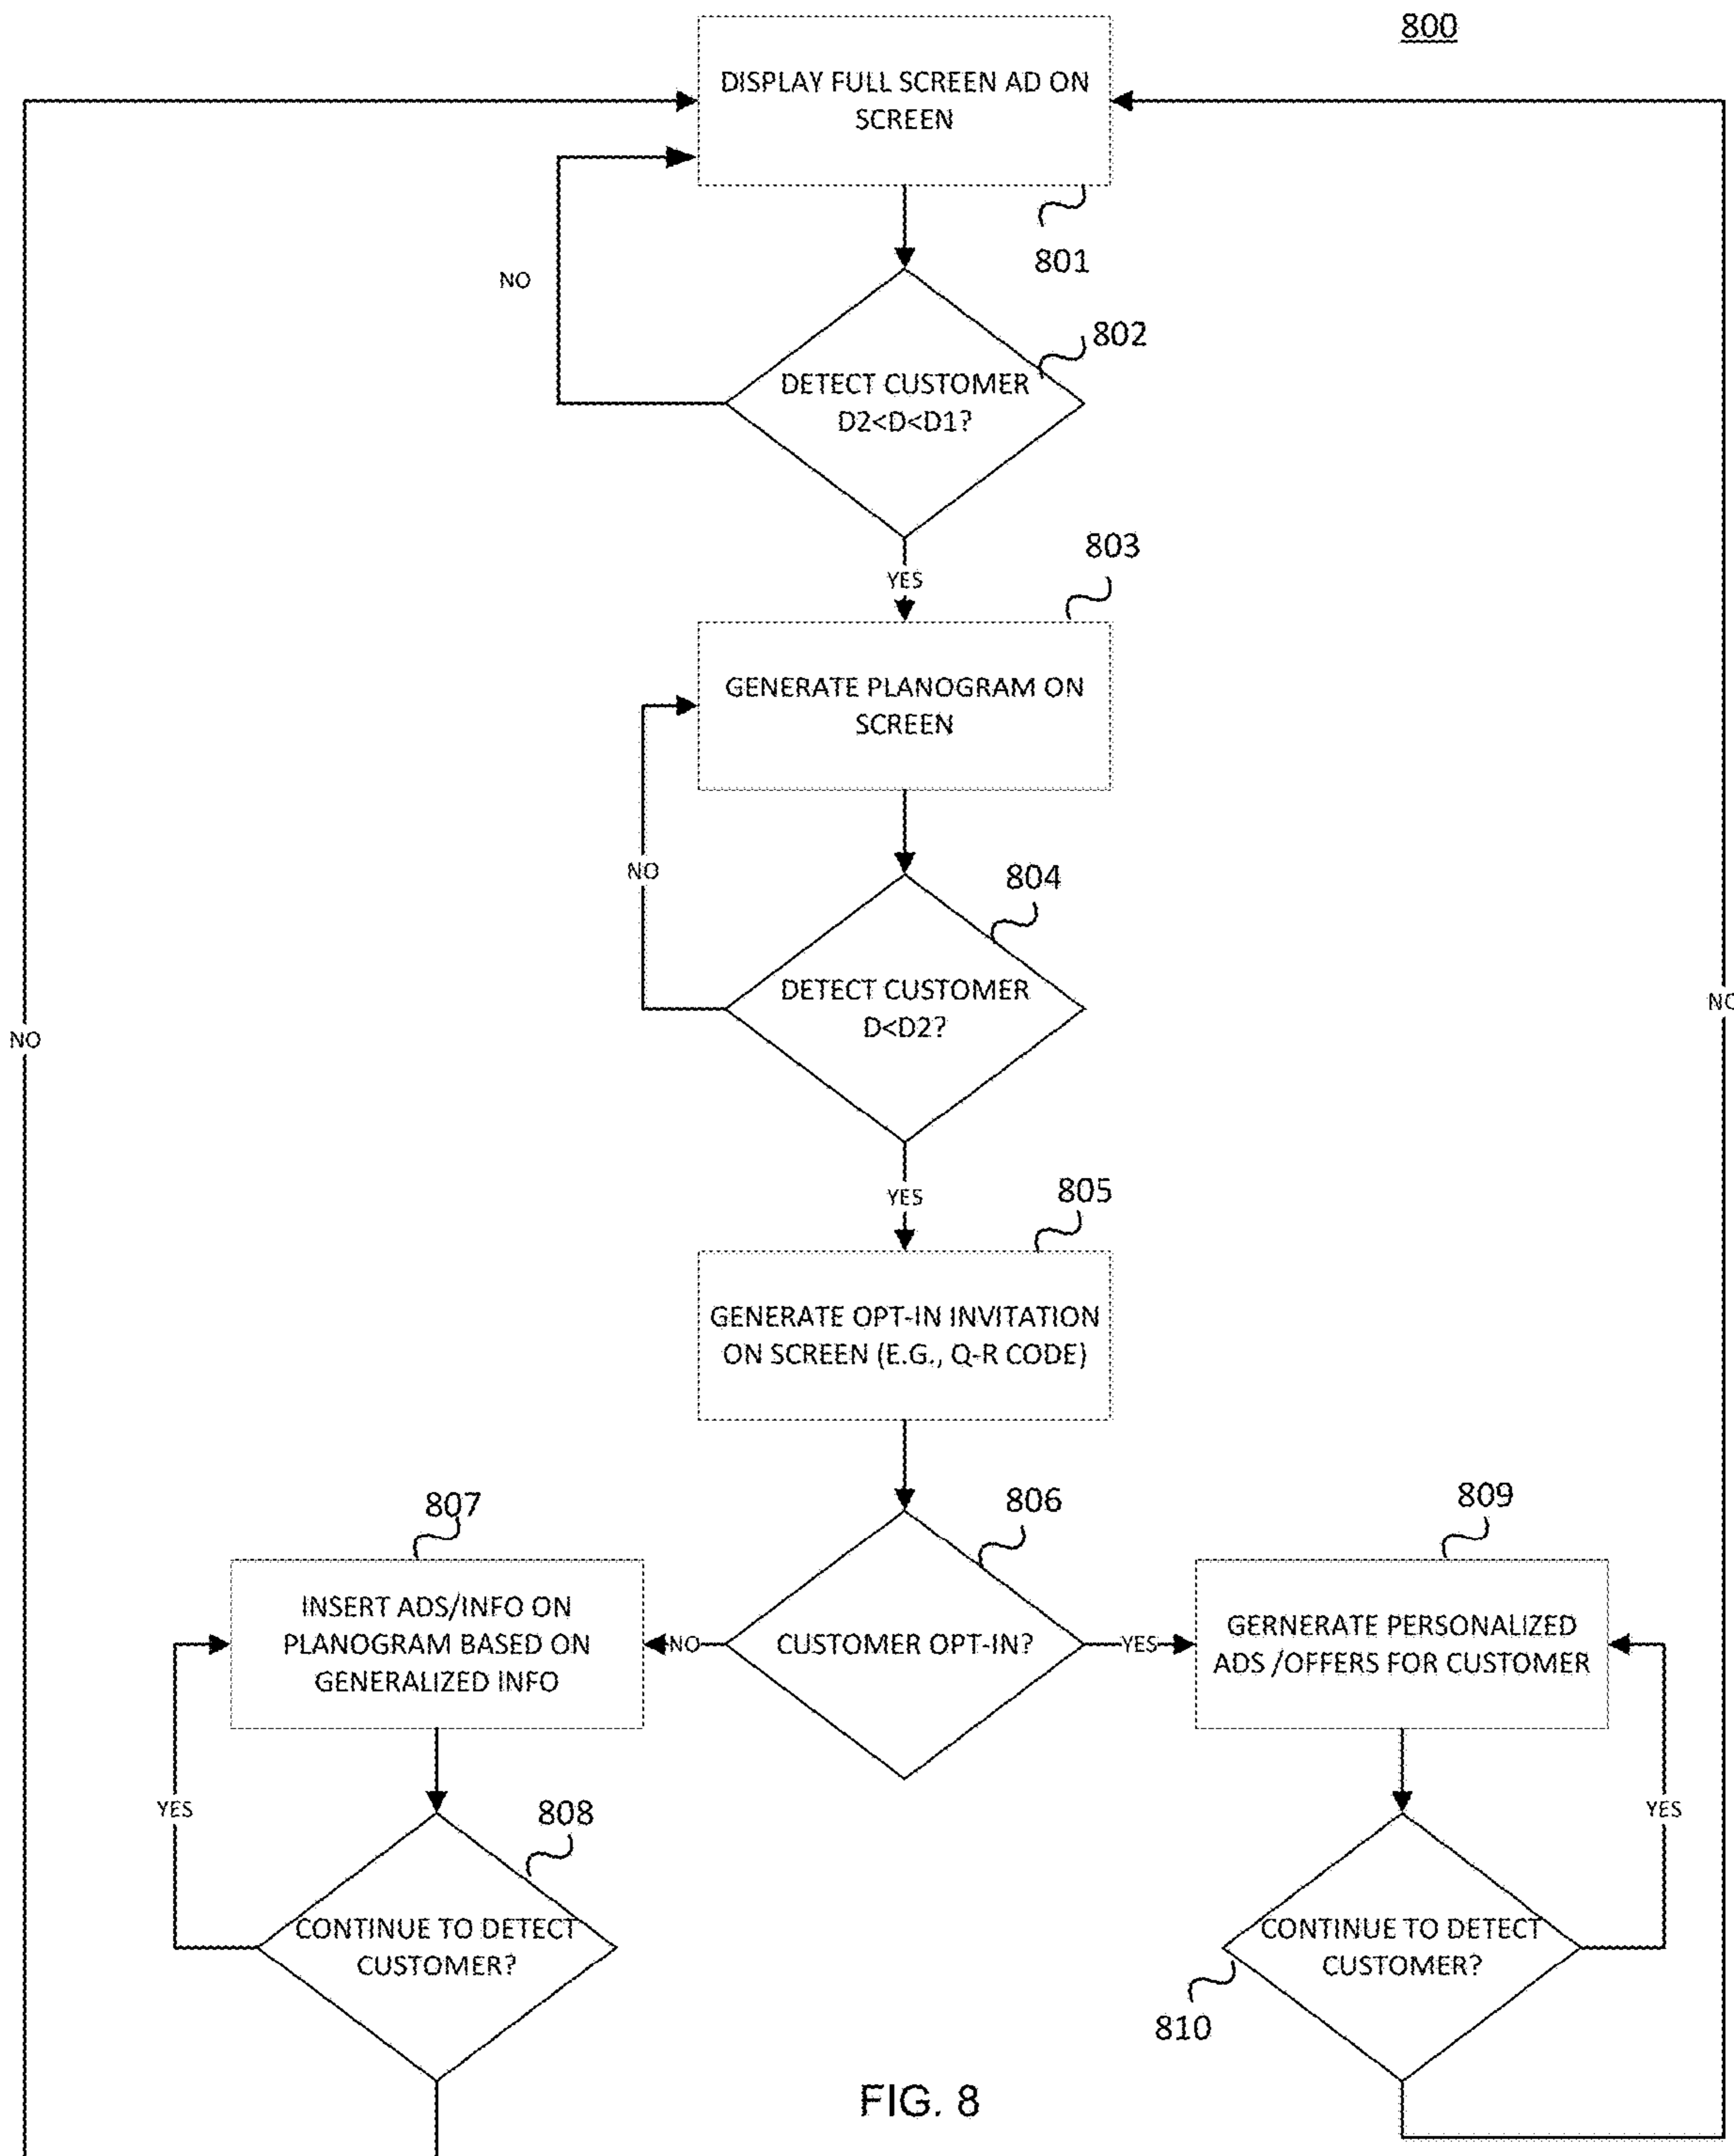 800
DISPLAY FULL SCREEN AD ON
SCREEN
801
NO
802
DETECT CUSTOMER
D2<D<D1?
YES
803
GENERATE PLANOGRAM ON
SCREEN
NO
804
DETECT CUSTOMER
D<D2?
NO
NO
YES
805
GENERATE OPT-IN INVITATION
ON SCREEN (E.G., Q-R CODE)
807
806
809
INSERT ADS/INFO ON
PLANOGRAM BASED ON
GENERALIZED INFO
NO
CUSTOMER OPT-IN?
YES
GERNERATE PERSONALIZED
ADS /OFFERS FOR CUSTOMER
YES
808
YES
CONTINUE TO DETECT
CUSTOMER?
CONTINUE TO DETECT
CUSTOMER?
810
FIG. 8